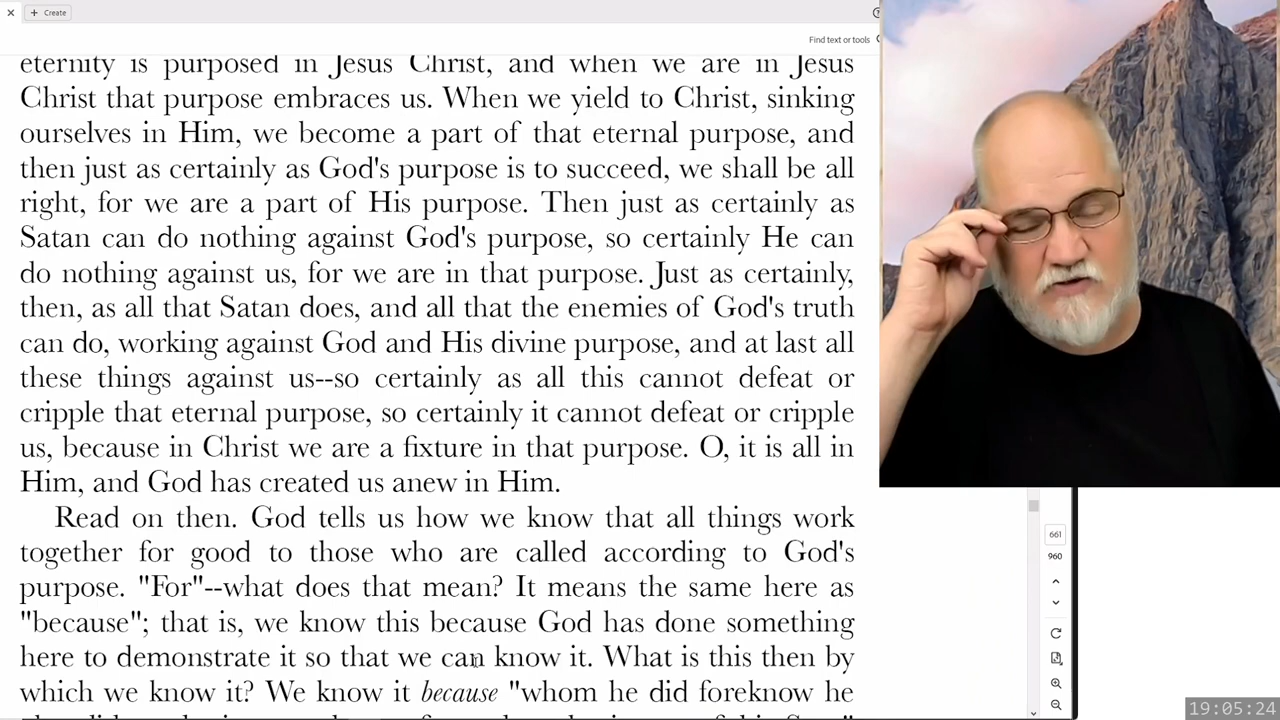 Create
Find text or tools
eternity is purposed in Jesus Christ, and when we are in Jesus
Christ that purpose embraces us. When we yield to Christ, sinking
ourselves in Him, we become a part of that eternal purpose, and
then just as certainly as God's purpose is to succeed, we shall be all
right, for we are a part of His purpose. Then just as certainly as
Satan can do nothing against God's purpose, so certainly He can
do nothing against us, for we are in that purpose. Just as certainly,
then, as all that Satan does, and all that the enemies of God's truth
can do, working against God and His divine purpose, and at last all
these things against us--so certainly as all this cannot defeat or
cripple that eternal purpose, so certainly it cannot defeat or cripple
us, because in Christ we are a fixture in that purpose. O, it is all in
Him, and God has created us anew in Him.
Read on then. God tells us how we know that all things work
together for good to those who are called according to God's
purpose. "For"--what does that mean? It means the same here as
"because"; that is, we know this because God has done something
here to demonstrate it so that we can know it. What is this then by
which we know it? We know it because "whom he did foreknow he
661
960
19:05:24